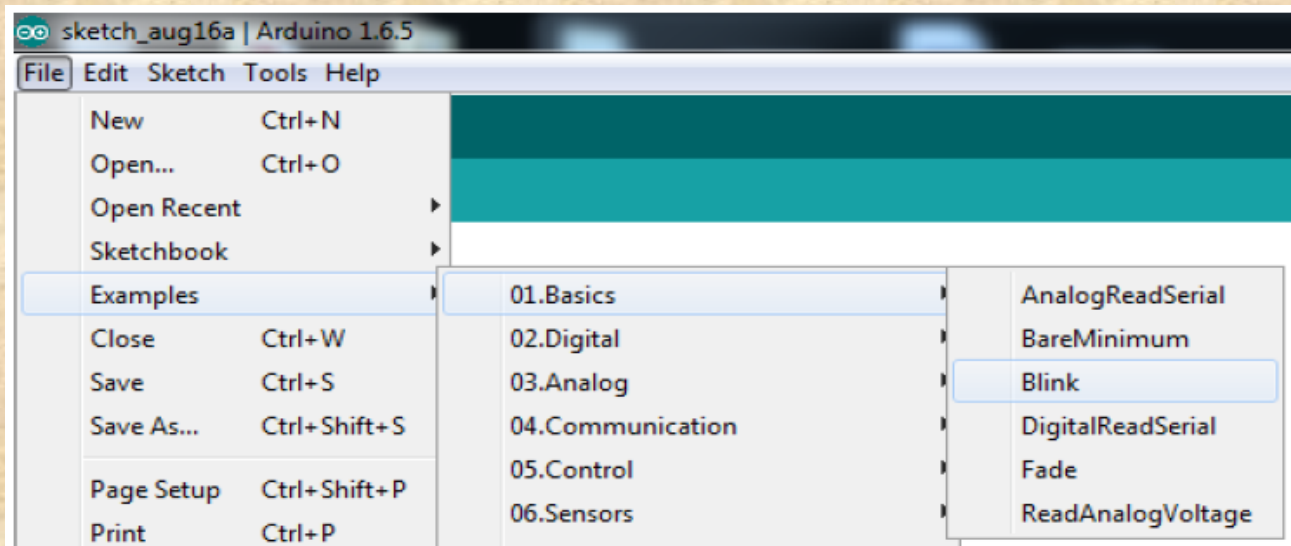 sketch_aug16a | Arduino 1.6.5
File Edit Sketch Tools Help
New Ctrl+N
Open... Ctrl+O
Open Recent
Sketchbook
Examples
Close Ctrl+W
Save Ctrl+S
Save As... Ctrl+Shift+S
Page Setup Ctrl+Shift+P
Print Ctrl+P
01.Basics
02.Digital
03.Analog
04.Communication
05.Control
06.Sensors
AnalogReadSerial
BareMinimum
Blink
DigitalReadSerial
Fade
ReadAnalogVoltage